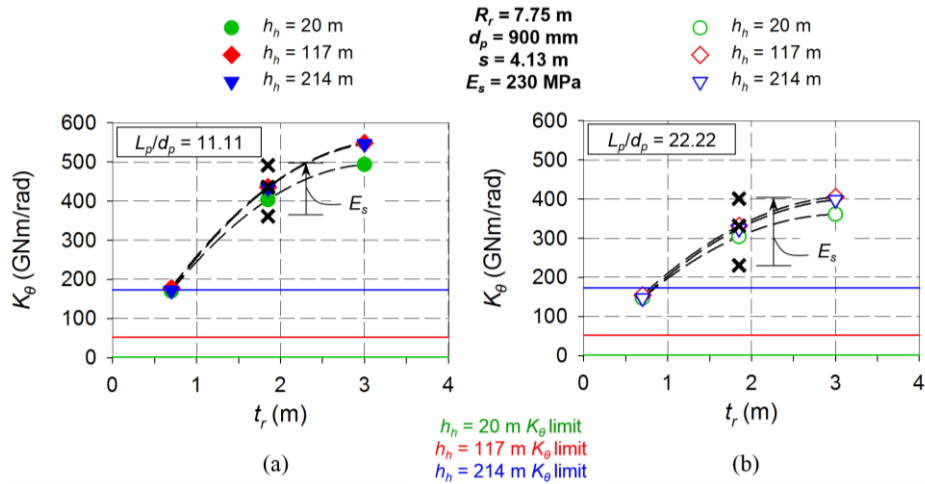 h_h = 20 m
h_h = 117 m
h_h = 214 m
R_r = 7.75 m
d_p = 900 mm
s = 4.13 m
E_s = 230 MPa
h_h = 20 m
h_h = 117 m
h_h = 214 m
L_p/d_p = 11.11
K_θ (GNm/rad)
600
500
400
300
200
100
0
E_s
0 1 2 3 4
t_r (m)
(a)
L_p/d_p = 22.22
K_θ (GNm/rad)
600
500
400
300
200
100
0
E_s
0 1 2 3 4
t_r (m)
(b)
h_h = 20 m K_θ limit
h_h = 117 m K_θ limit
h_h = 214 m K_θ limit